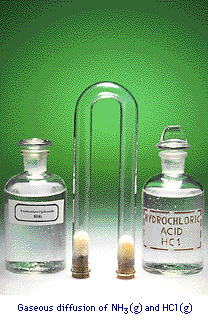 Ammonium Hydroxide
HYDROCHLORIC
ACID
HCl
Gaseous diffusion of NH3(g) and HCl(g)